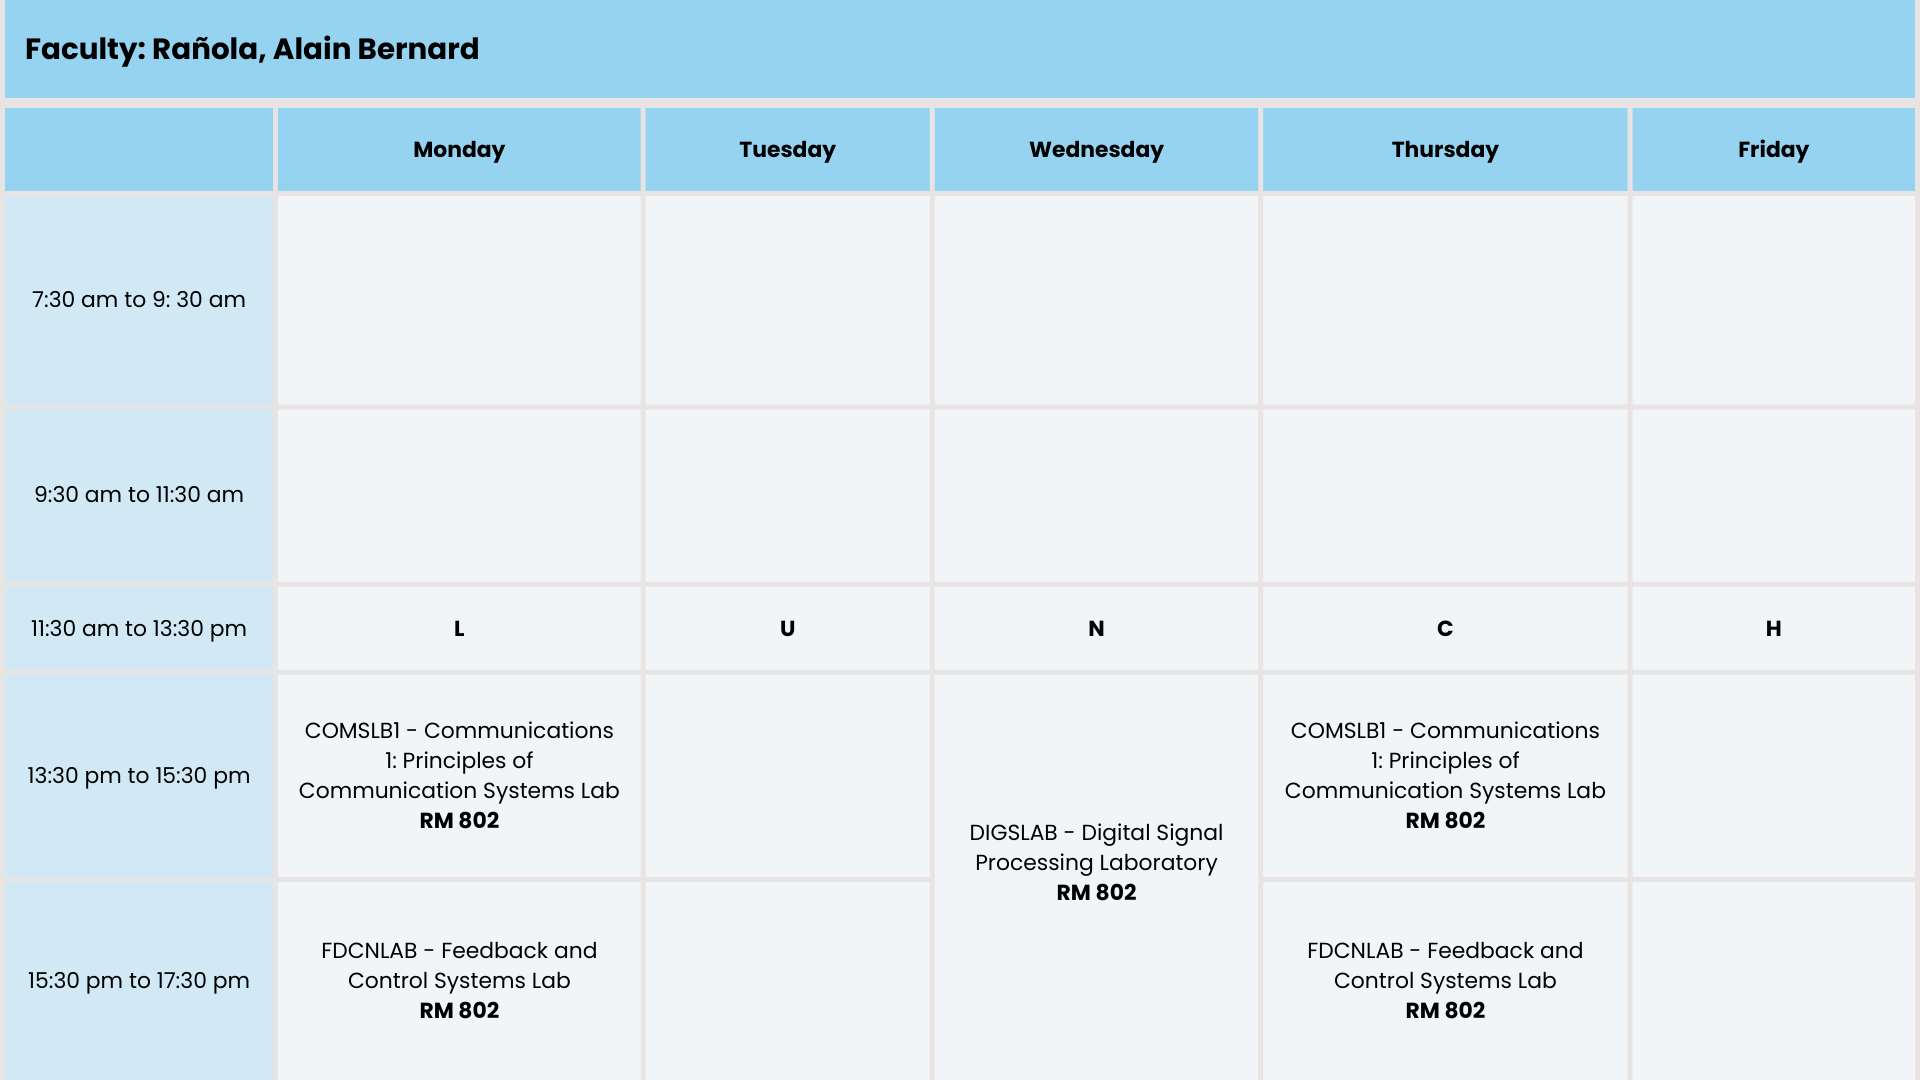 Faculty: Rañola, Alain Bernard
Monday
Tuesday
Wednesday
Thursday
Friday
7:30 am to 9: 30 am
9:30 am to 11:30 am
11:30 am to 13:30 pm
L
U
N
C
H
13:30 pm to 15:30 pm
COMSLB1 - Communications
1: Principles of
Communication Systems Lab
RM 802
DIGSLAB - Digital Signal
Processing Laboratory
RM 802
COMSLB1 - Communications
1: Principles of
Communication Systems Lab
RM 802
15:30 pm to 17:30 pm
FDCNLAB - Feedback and
Control Systems Lab
RM 802
FDCNLAB - Feedback and
Control Systems Lab
RM 802